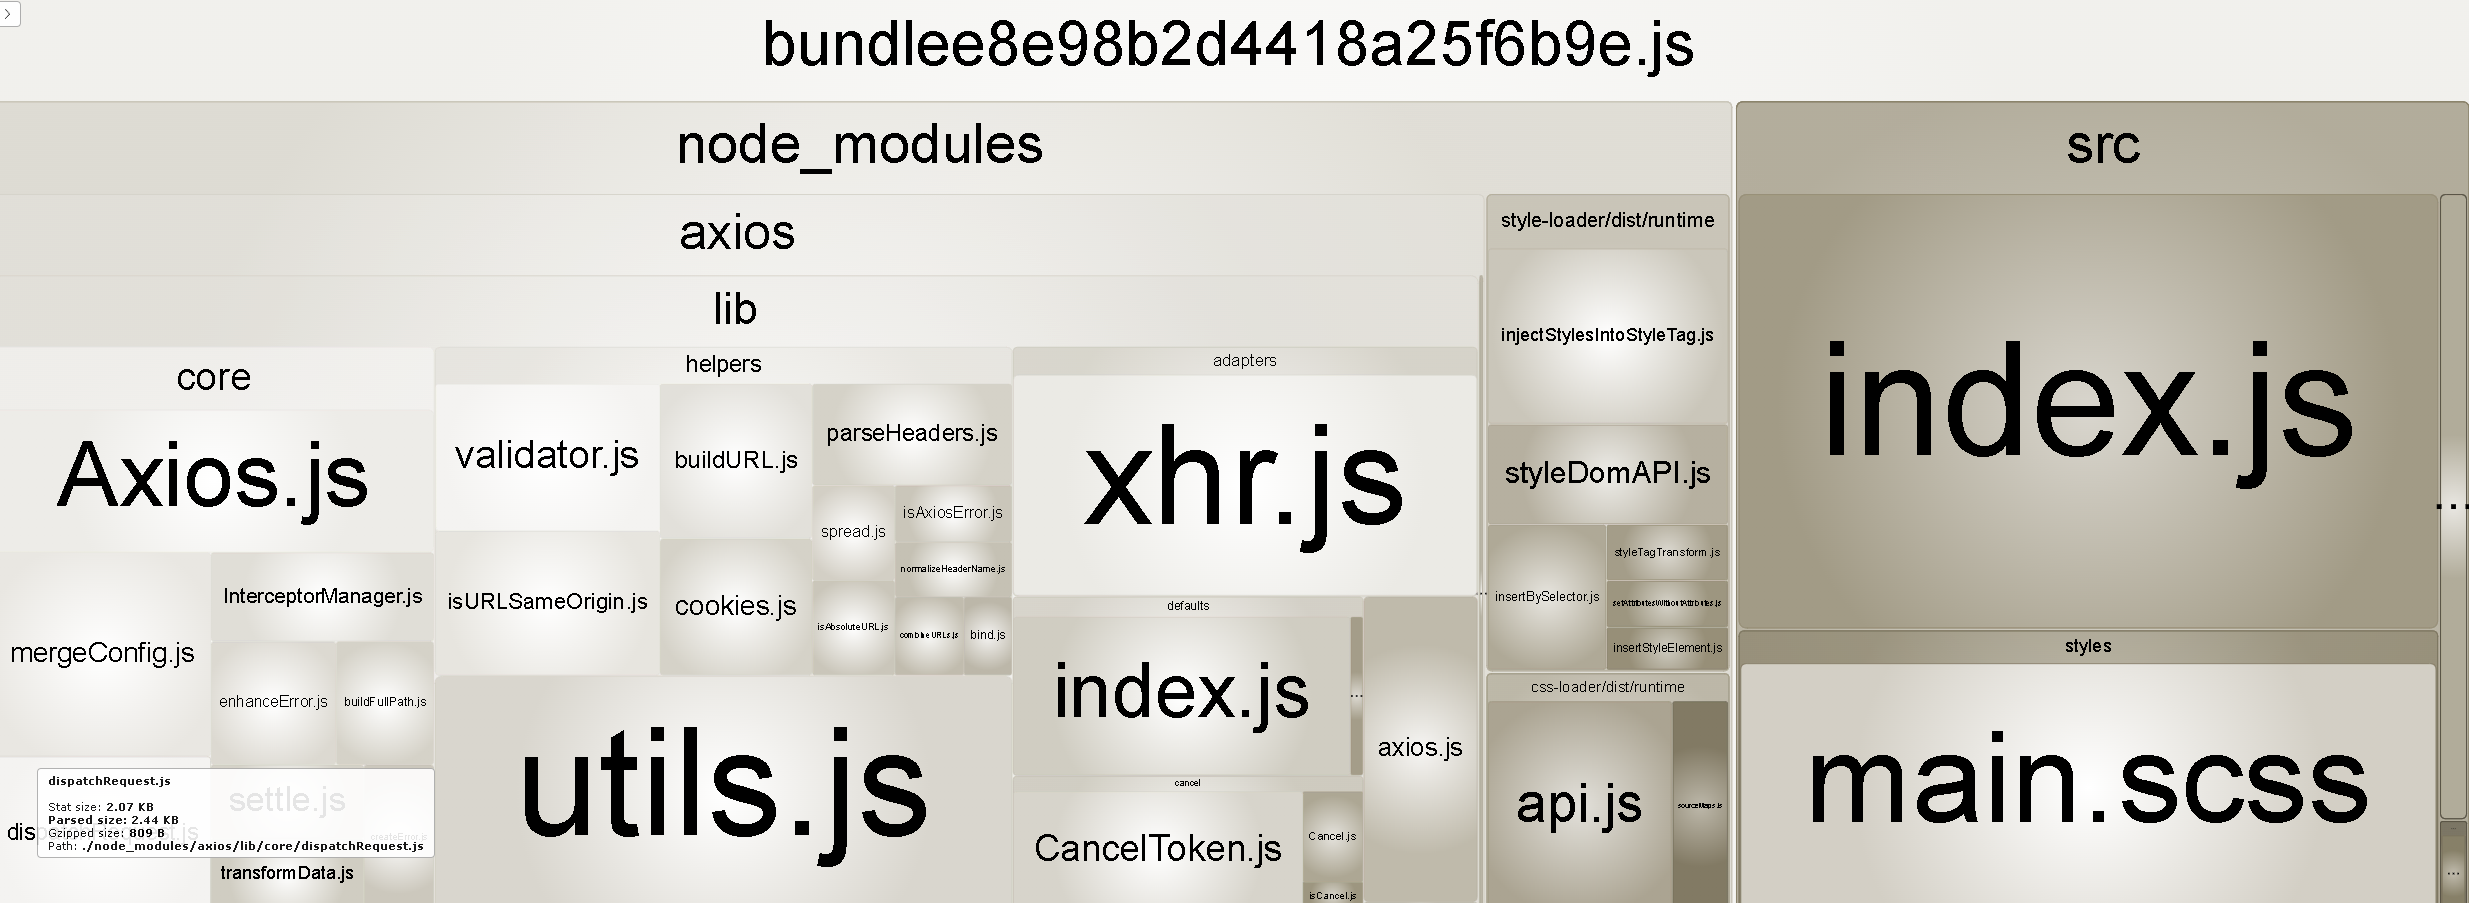 bundlee8e98b2d4418a25f6b9e.js
node_modules
src
axios
style-loader/dist/runtime
lib
injectStylesIntoStyleTag.js
index.js
core
helpers
adapters
Axios.js
validator.js
buildURL.js
parseHeaders.js
xhr.js
styleDomAPI.js
spread.js
isAxiosError.js
normalizeHeaderName.js
styleTagTransform.js
InterceptorManager.js
isURLSameOrigin.js
cookies.js
insertBySelector.js
setAttributesWithoutAttributes.js
defaults
isAbsoluteURL.js
combineURLs.js
bind.js
insertStyleElement.js
styles
mergeConfig.js
enhanceError.js
buildFullPath.js
index.js
...
css-loader/dist/runtime
axios.js
utils.js
cancel
api.js
sourceMaps.js
main.scss
dispatchRequest.js
Stat size: 2.07 KB
Parsed size: 2.44 KB
Gzipped size: 809 B
Path: ./node_modules/axios/lib/core/dispatchRequest.js
settle.js
createError.js
transformData.js
CancelToken.js
Cancel.js
isCancel.js
...
...